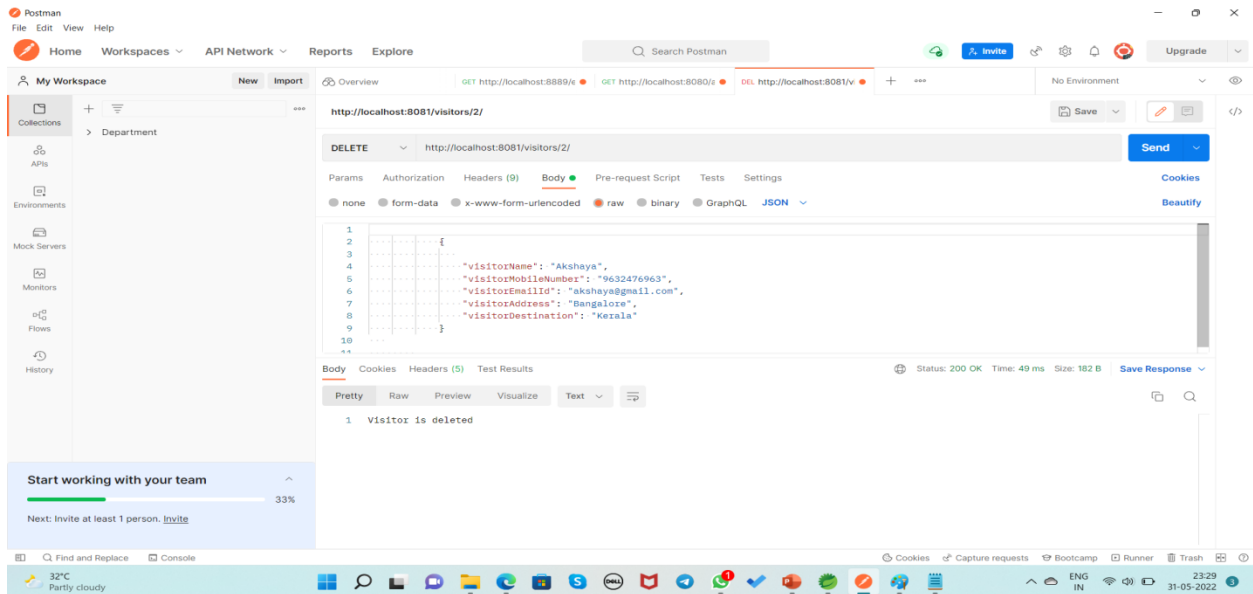 Postman
File Edit View Help
Home Workspaces API Network Reports Explore
Search Postman
Invite
Upgrade
My Workspace
New Import
Overview
GET http://localhost:8889/e
GET http://localhost:8080/a
DEL http://localhost:8081/vi
No Environment
Collections
Department
http://localhost:8081/visitors/2/
Save
APIs
DELETE http://localhost:8081/visitors/2/
Send
Params Authorization Headers (9) Body Pre-request Script Tests Settings
Cookies
Environments
none form-data x-www-form-urlencoded raw binary GraphQL JSON
Beautify
Mock Servers
Monitors
Flows
History
1
2 {
3
4 "visitorName": "Akshaya",
5 "visitorMobileNumber": "9632476963",
6 "visitorEmailId": "akshaya@gmail.com",
7 "visitorAddress": "Bangalore",
8 "visitorDestination": "Kerala"
9 }
10
11
Body Cookies Headers (5) Test Results
Status: 200 OK Time: 49 ms Size: 182 B Save Response
Pretty Raw Preview Visualize Text
1 Visitor is deleted
Start working with your team
33%
Next: Invite at least 1 person. Invite
Find and Replace Console
Cookies Capture requests Bootcamp Runner Trash
32°C
Partly cloudy
DELL
1
ENG
IN
23:29
31-05-2022
3